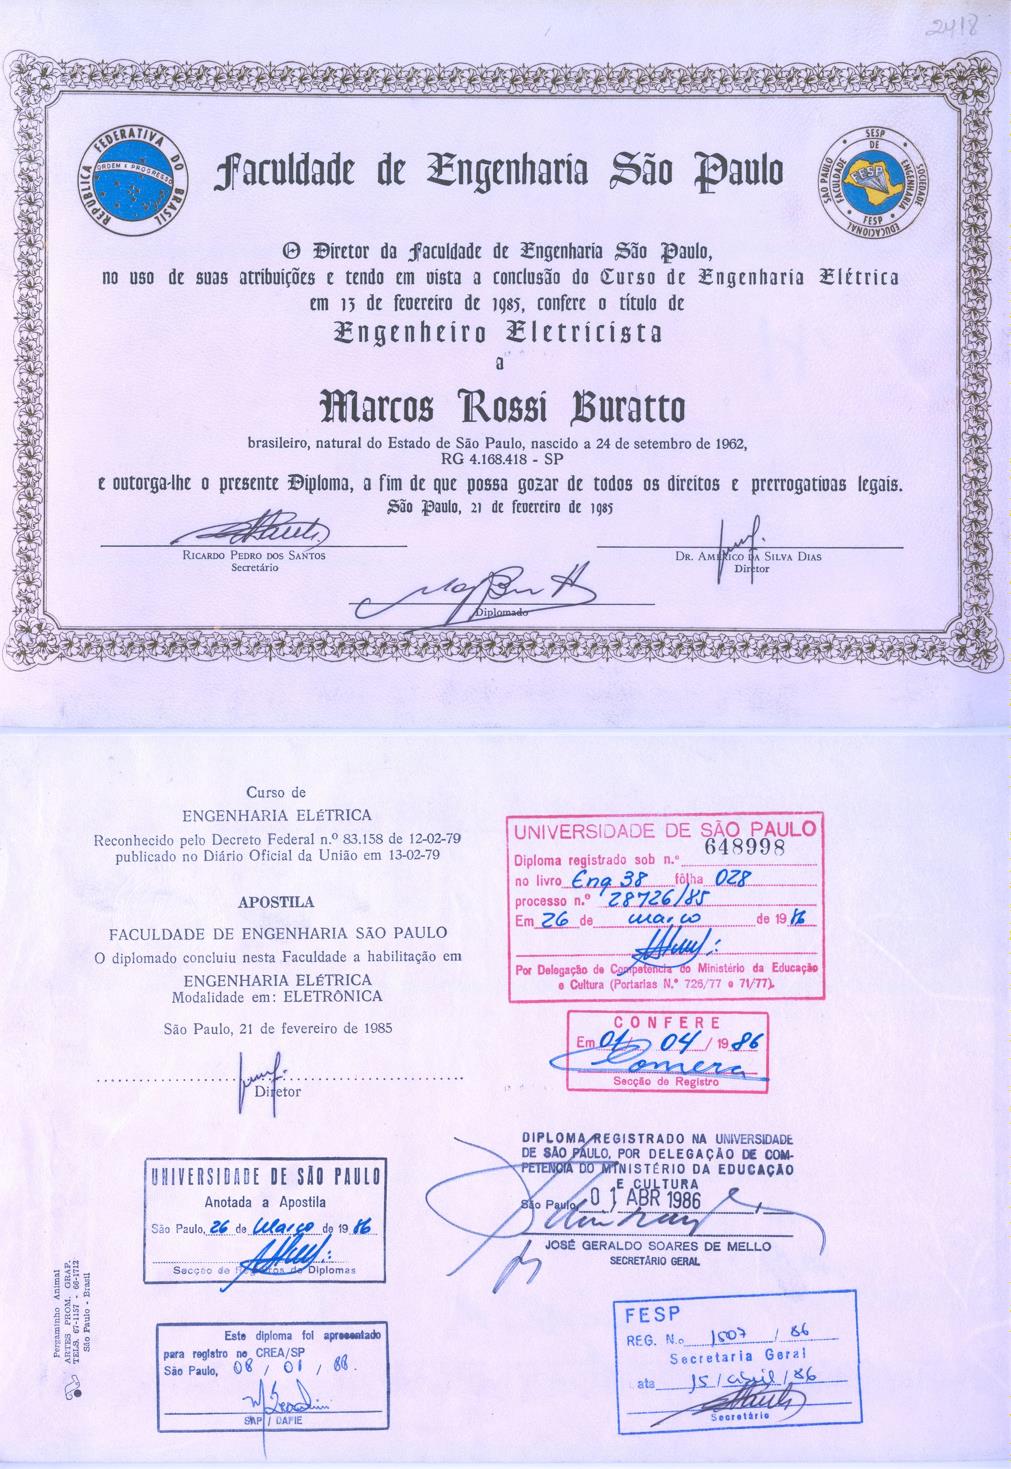 2418
REPUBLICA FEDERATIVA DO BRASIL
ORDEM E PROGRESSO
Faculdade de Engenharia São Paulo
SESP
SOCIEDADE EDUCACIONAL
SÃO PAULO FACULDADE DE ENGENHARIA
FESP
FESP
O Diretor da Faculdade de Engenharia São Paulo,
no uso de suas atribuições e tendo em vista a conclusão do Curso de Engenharia Elétrica
em 13 de fevereiro de 1985, confere o título de
Engenheiro Eletricista
a
Marcos Rossi Buratto
brasileiro, natural do Estado de São Paulo, nascido a 24 de setembro de 1962,
RG 4.168.418 - SP
e outorga-lhe o presente Diploma, a fim de que possa gozar de todos os direitos e prerrogativas legais.
São Paulo, 21 de fevereiro de 1985
RICARDO PEDRO DOS SANTOS
Secretário
DR. AMÉRICO DA SILVA DIAS
Diretor
Diplomado
Curso de
ENGENHARIA ELÉTRICA
Reconhecido pelo Decreto Federal n.º 83.158 de 12-02-79
publicado no Diário Oficial da União em 13-02-79
APOSTILA
FACULDADE DE ENGENHARIA SÃO PAULO
O diplomado concluiu nesta Faculdade a habilitação em
ENGENHARIA ELÉTRICA
Modalidade em: ELETRÔNICA
São Paulo, 21 de fevereiro de 1985
Diretor
UNIVERSIDADE DE SÃO PAULO
Diploma registrado sob n.º 648998
no livro Eng 38 fôlha 028
processo n.º 28726/85
Em 26 de março de 1986
Por Delegação de Competência do Ministério da Educação
e Cultura (Portarias N.º 726/77 e 71/77).
CONFERE
Em 01 / 04 / 1986
Secção de Registro
DIPLOMA REGISTRADO NA UNIVERSIDADE
DE SÃO PAULO, POR DELEGAÇÃO DE COM-
PETENCIA DO MINISTÉRIO DA EDUCAÇÃO
E CULTURA
São Paulo, 01 ABR 1986
JOSÉ GERALDO SOARES DE MELLO
SECRETÁRIO GERAL
UNIVERSIDADE DE SÃO PAULO
Anotada a Apostila
São Paulo, 26 de Março de 1986
Secção de Registros de Diplomas
Pergaminho Animal
ARTES PROM. GRAF.
TELS. 67-1157 - 66-1712
São Paulo - Brasil
Este diploma foi apresentado
para registro no CREA/SP
São Paulo, 08 / 01 / 88.
SAP / DAFIE
FESP
REG. N.o 1507 / 86
Secretaria Geral
ata 15 / abril / 86
Secretário